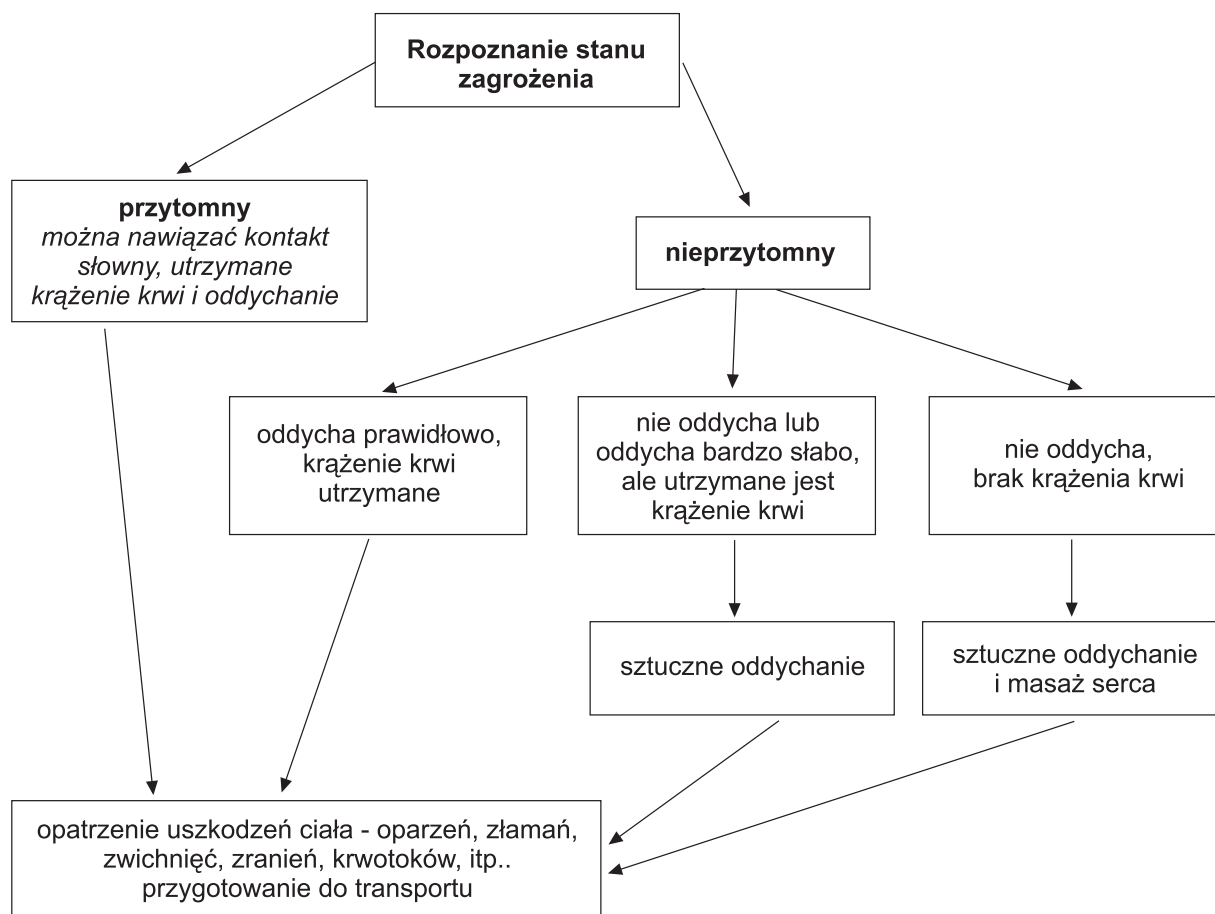 Rozpoznanie stanu
zagrożenia
przytomny
można nawiązać kontakt
słowny, utrzymane
krążenie krwi i oddychanie
nieprzytomny
oddycha prawidłowo,
krążenie krwi
utrzymane
nie oddycha lub
oddycha bardzo słabo,
ale utrzymane jest
krążenie krwi
nie oddycha,
brak krążenia krwi
sztuczne oddychanie
sztuczne oddychanie
i masaż serca
opatrzenie uszkodzeń ciała - oparzeń, złamań,
zwichnięć, zranień, krwotoków, itp..
przygotowanie do transportu